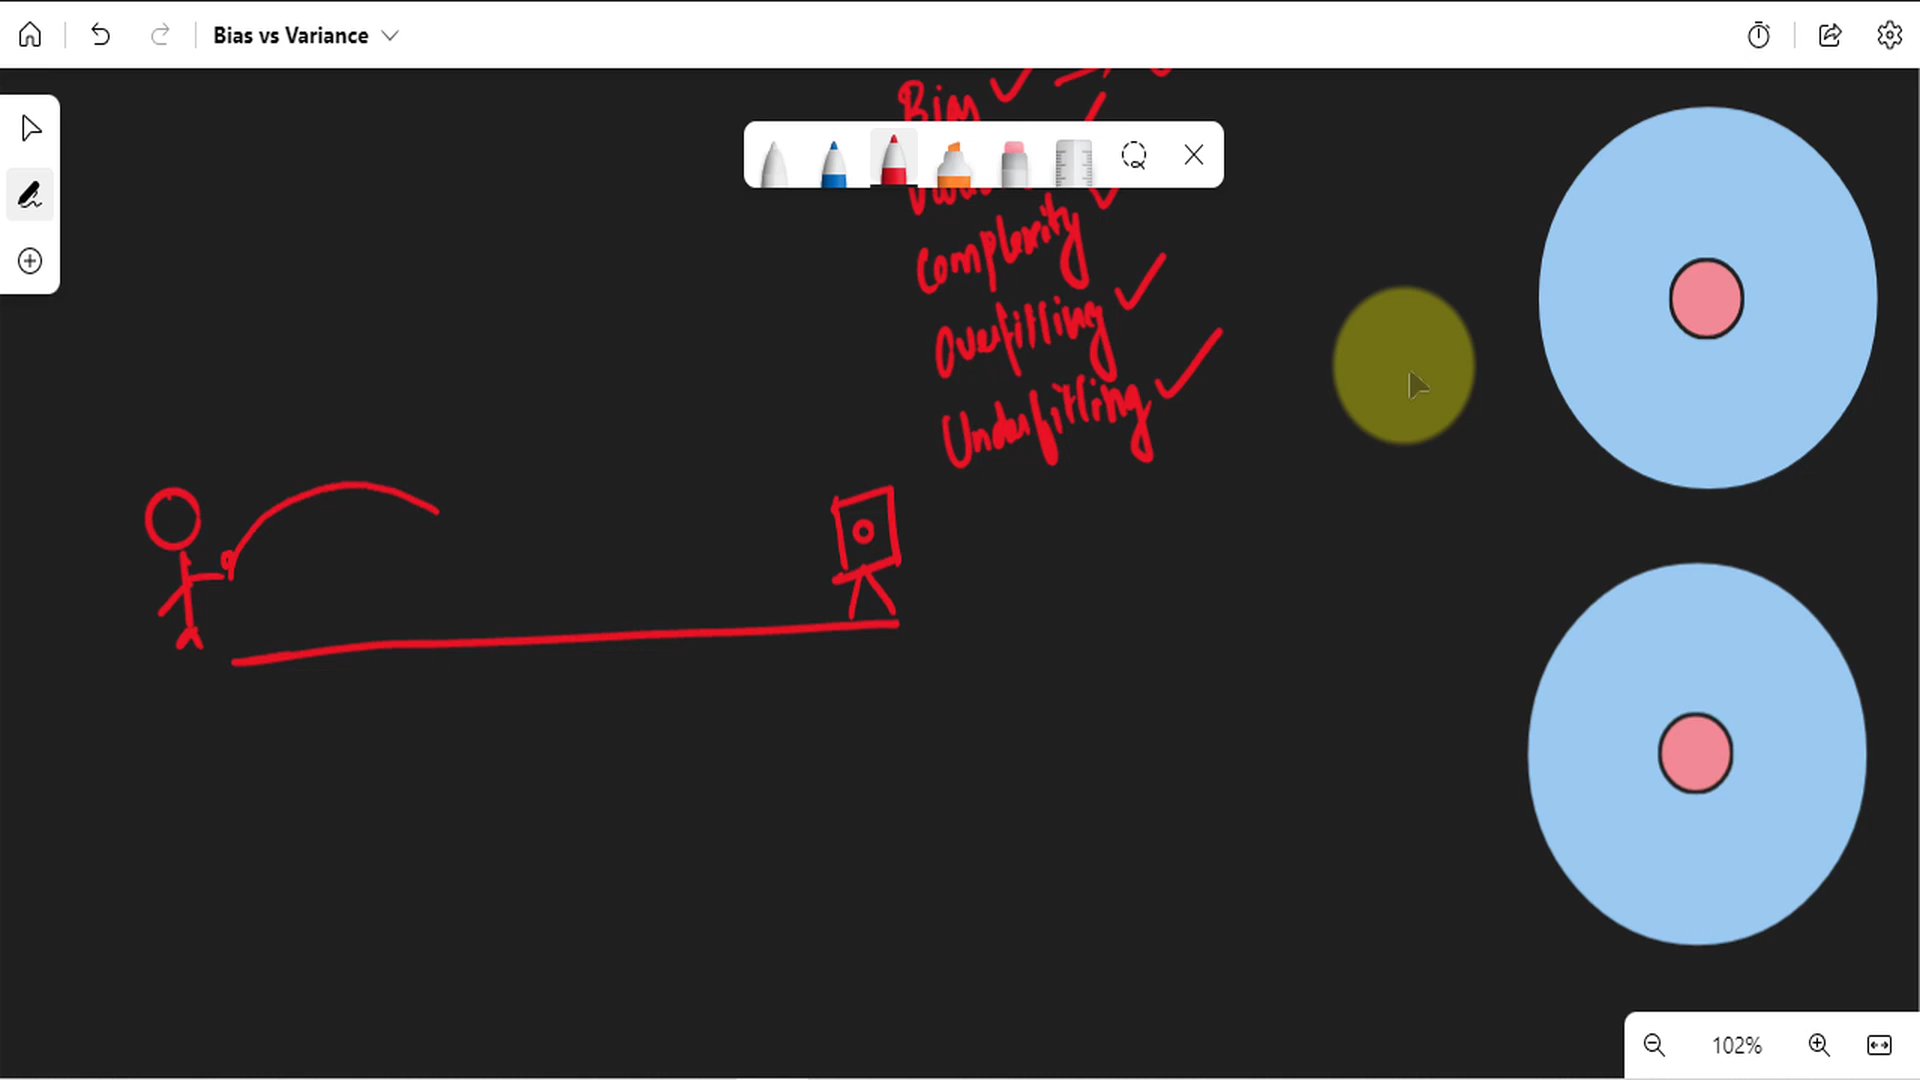 Bias vs Variance
Bias
Complexity
Overfitting
Underfitting
102%